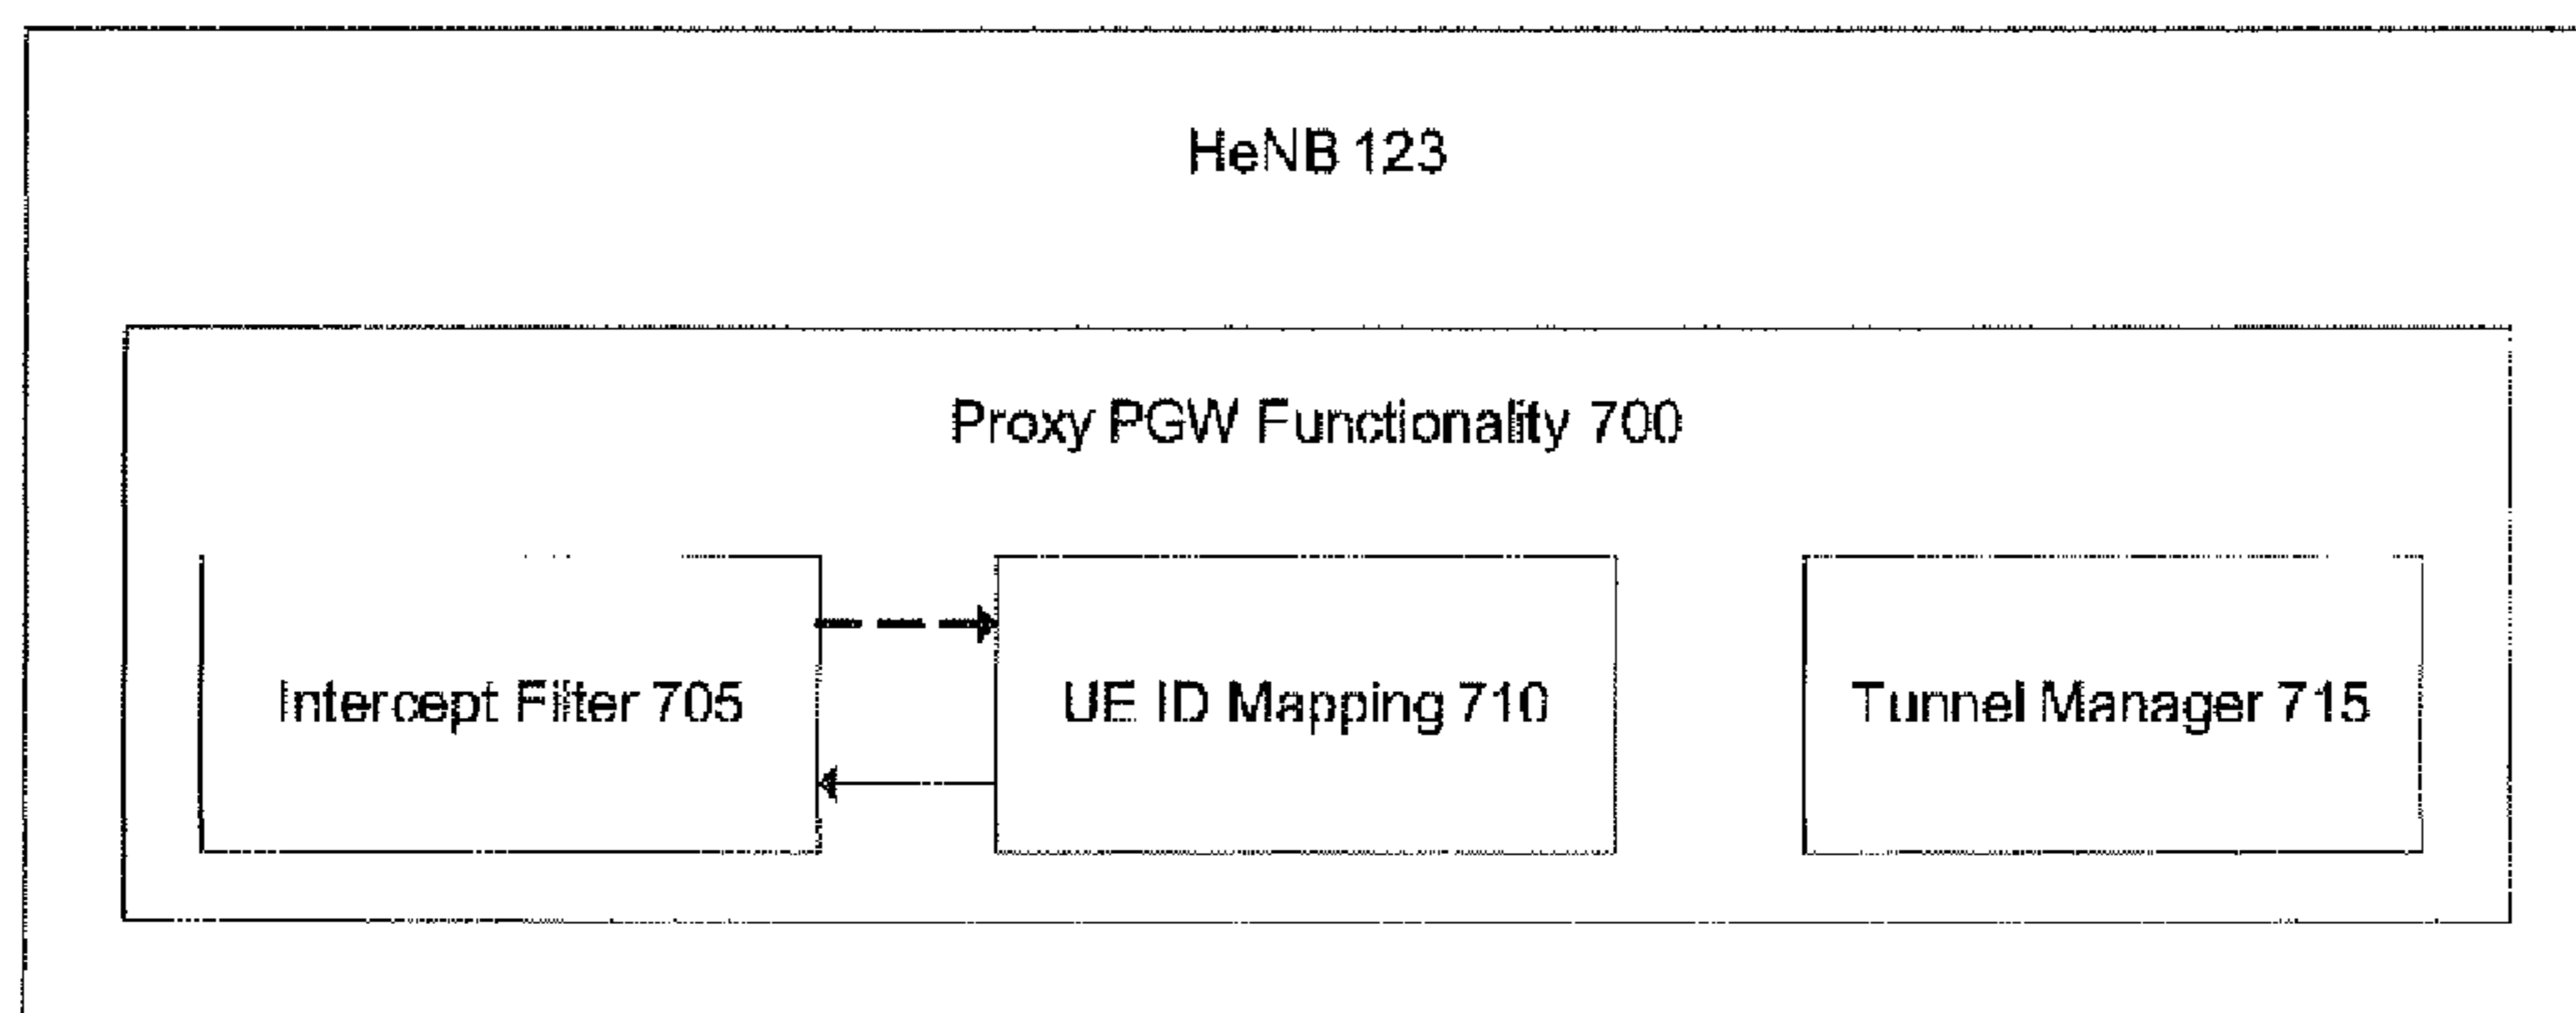 HeNB 123
Proxy PGW Functionality 700
Intercept Filter 705
UE ID Mapping 710
Tunnel Manager 715